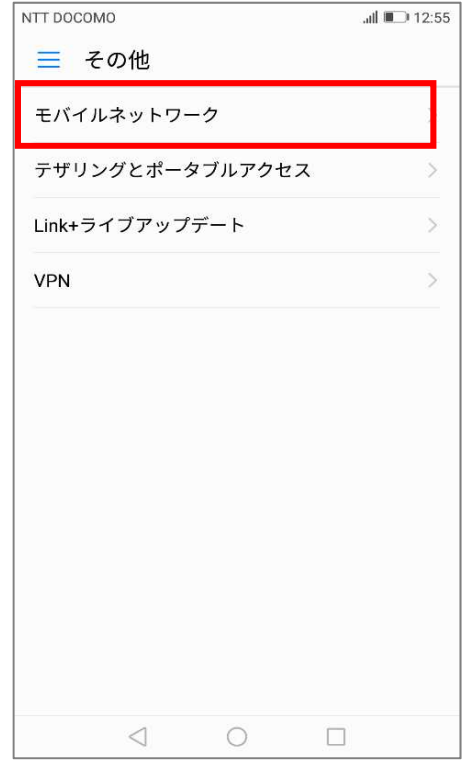 NTT DOCOMO 12:55
その他
モバイルネットワーク
テザリングとポータブルアクセス
Link+ライブアップデート
VPN